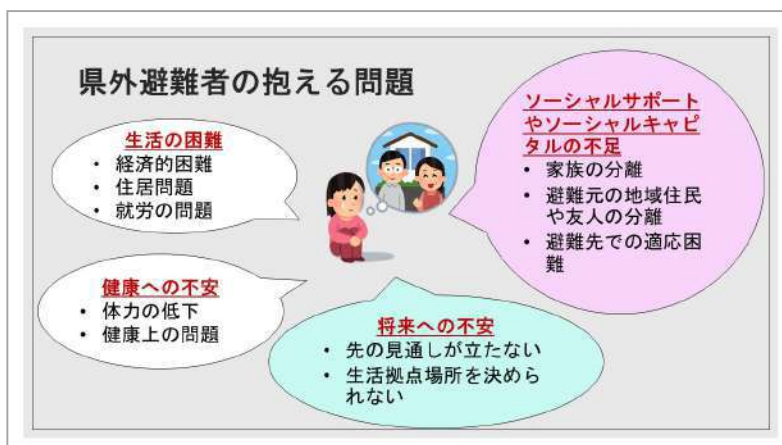 県外避難者の抱える問題
生活の困難
• 経済的困難
• 住居問題
• 就労の問題
健康への不安
• 体力の低下
• 健康上の問題
ソーシャルサポート
やソーシャルキャピ
タルの不足
• 家族の分離
• 避難元の地域住民
や友人の分離
• 避難先での適応困
難
将来への不安
• 先の見通しが立たない
• 生活拠点場所を決めら
れない